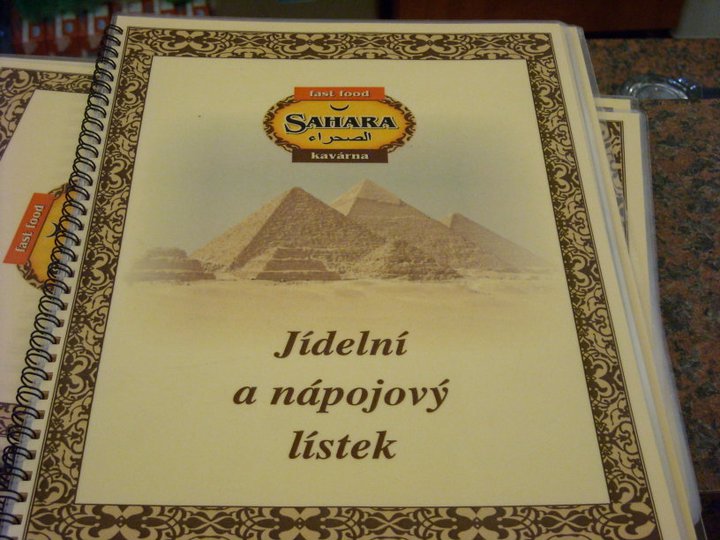 fast food
SAHARA
الصحراء
kavárna
Jídelní
a nápojový
lístek
fast food